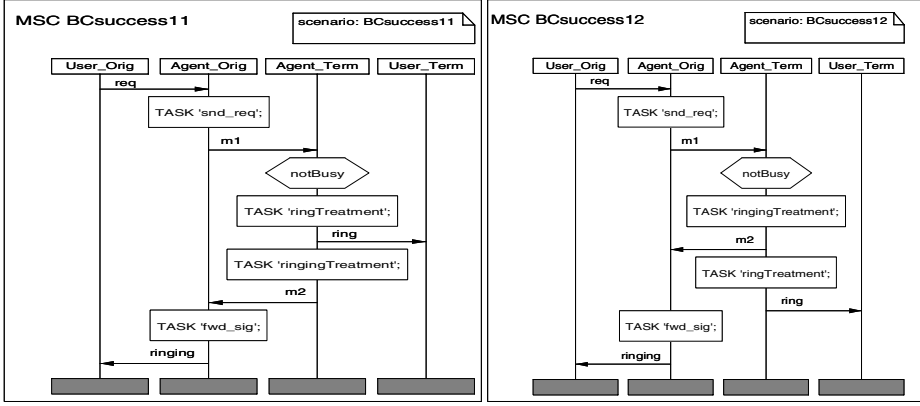 MSC BCsuccess11
scenario: BCsuccess11
User_Orig Agent_Orig Agent_Term User_Term
req
TASK 'snd_req';
m1
notBusy
TASK 'ringTreatment';
ring
TASK 'ringingTreatment';
m2
TASK 'fwd_sig';
ringing
MSC BCsuccess12
scenario: BCsuccess12
User_Orig Agent_Orig Agent_Term User_Term
req
TASK 'snd_req';
m1
notBusy
TASK 'ringingTreatment';
m2
TASK 'ringTreatment';
ring
TASK 'fwd_sig';
ringing